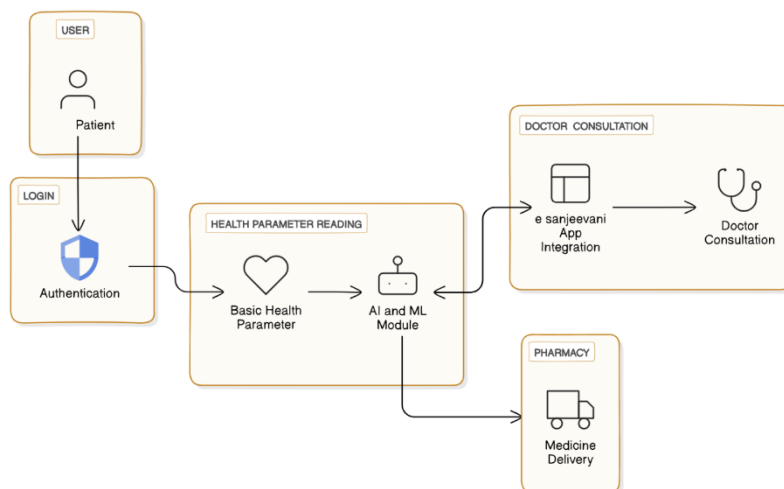 USER
Patient
LOGIN
Authentication
HEALTH PARAMETER READING
Basic Health
Parameter
AI and ML
Module
DOCTOR CONSULTATION
e sanjeevani
App
Integration
Doctor
Consultation
PHARMACY
Medicine
Delivery